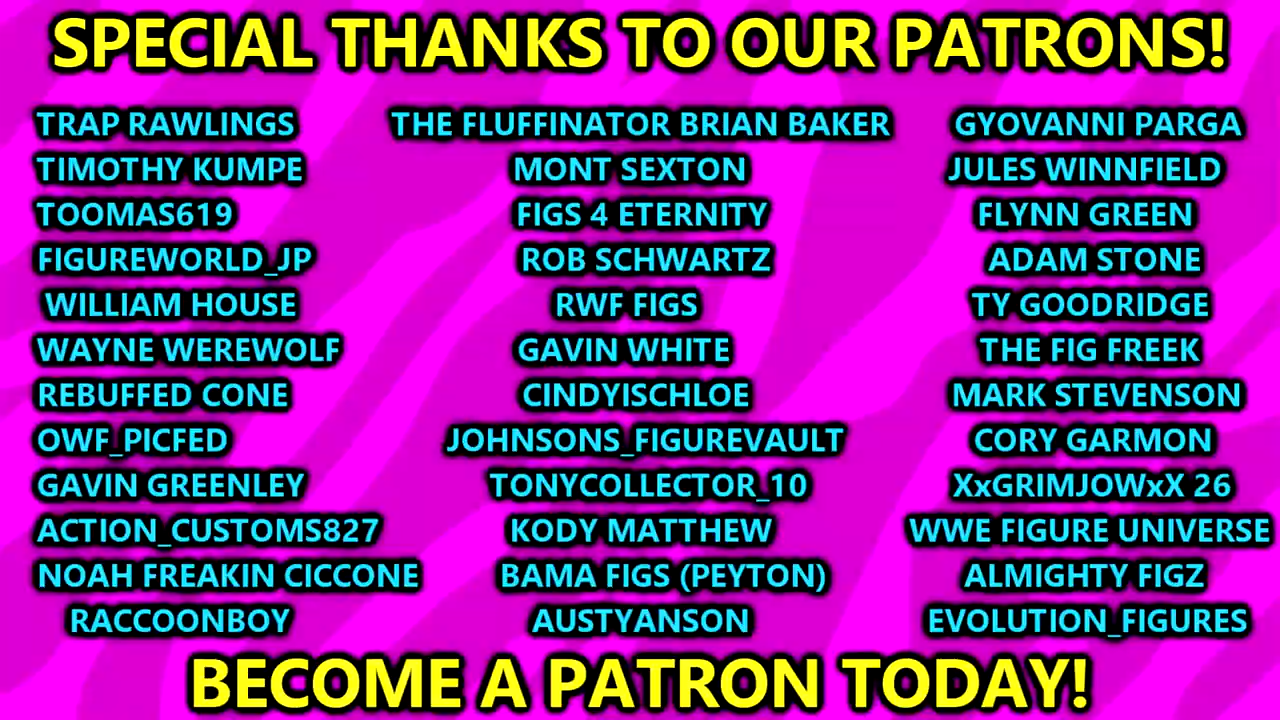 SPECIAL THANKS TO OUR PATRONS!
TRAP RAWLINGS THE FLUFFINATOR BRIAN BAKER GYOVANNI PARGA
TIMOTHY KUMPE MONT SEXTON JULES WINNFIELD
TOOMAS619 FIGS 4 ETERNITY FLYNN GREEN
FIGUREWORLD_JP ROB SCHWARTZ ADAM STONE
WILLIAM HOUSE RWF FIGS TY GOODRIDGE
WAYNE WEREWOLF GAVIN WHITE THE FIG FREEK
REBUFFED CONE CINDYISCHLOE MARK STEVENSON
OWF_PICFED JOHNSONS_FIGUREVAULT CORY GARMON
GAVIN GREENLEY TONYCOLLECTOR_10 XxGRIMJOWxX 26
ACTION_CUSTOMS827 KODY MATTHEW WWE FIGURE UNIVERSE
NOAH FREAKIN CICCONE BAMA FIGS (PEYTON) ALMIGHTY FIGZ
RACCOONBOY AUSTYANSON EVOLUTION_FIGURES
BECOME A PATRON TODAY!